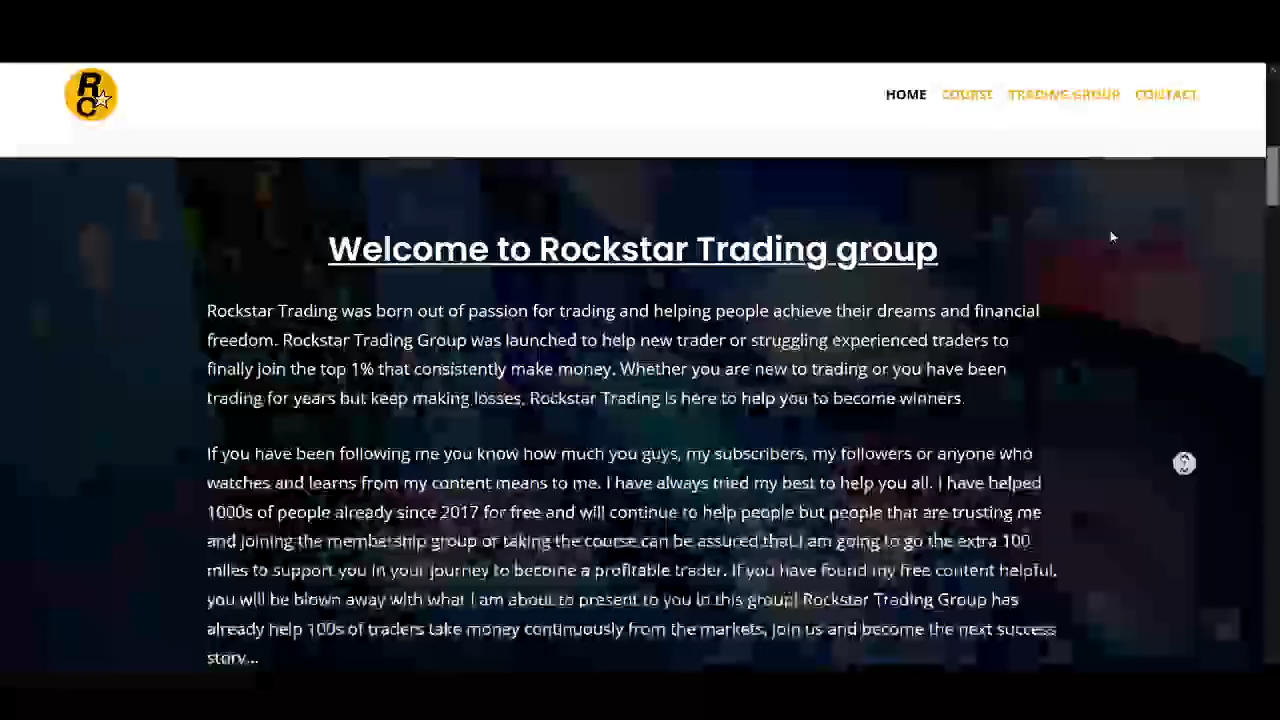 R
C
HOME COURSE TRADING GROUP CONTACT
Welcome to Rockstar Trading group
Rockstar Trading was born out of passion for trading and helping people achieve their dreams and financial
freedom. Rockstar Trading Group was launched to help new trader or struggling experienced traders to
finally join the top 1% that consistently make money. Whether you are new to trading or you have been
trading for years but keep making losses, Rockstar Trading is here to help you to become winners.
If you have been following me you know how much you guys, my subscribers, my followers or anyone who
watches and learns from my content means to me. I have always tried my best to help you all. I have helped
1000s of people already since 2017 for free and will continue to help people but people that are trusting me
and joining the membership group or taking the course can be assured that I am going to go the extra 100
miles to support you in your journey to become a profitable trader. If you have found my free content helpful,
you will be blown away with what I am about to present to you in this group! Rockstar Trading Group has
already help 100s of traders take money continuously from the markets, Join us and become the next success
story...